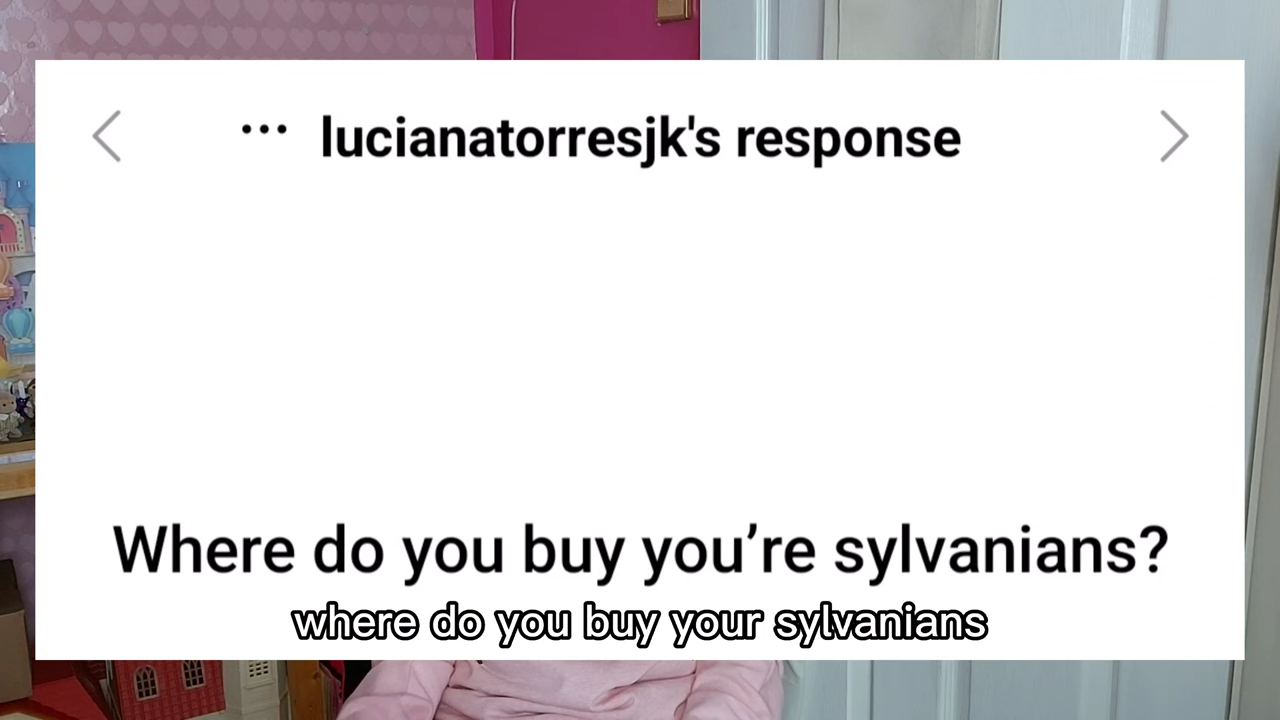 lucianatorresjk's response
Where do you buy you’re sylvanians?
where do you buy your sylvanians